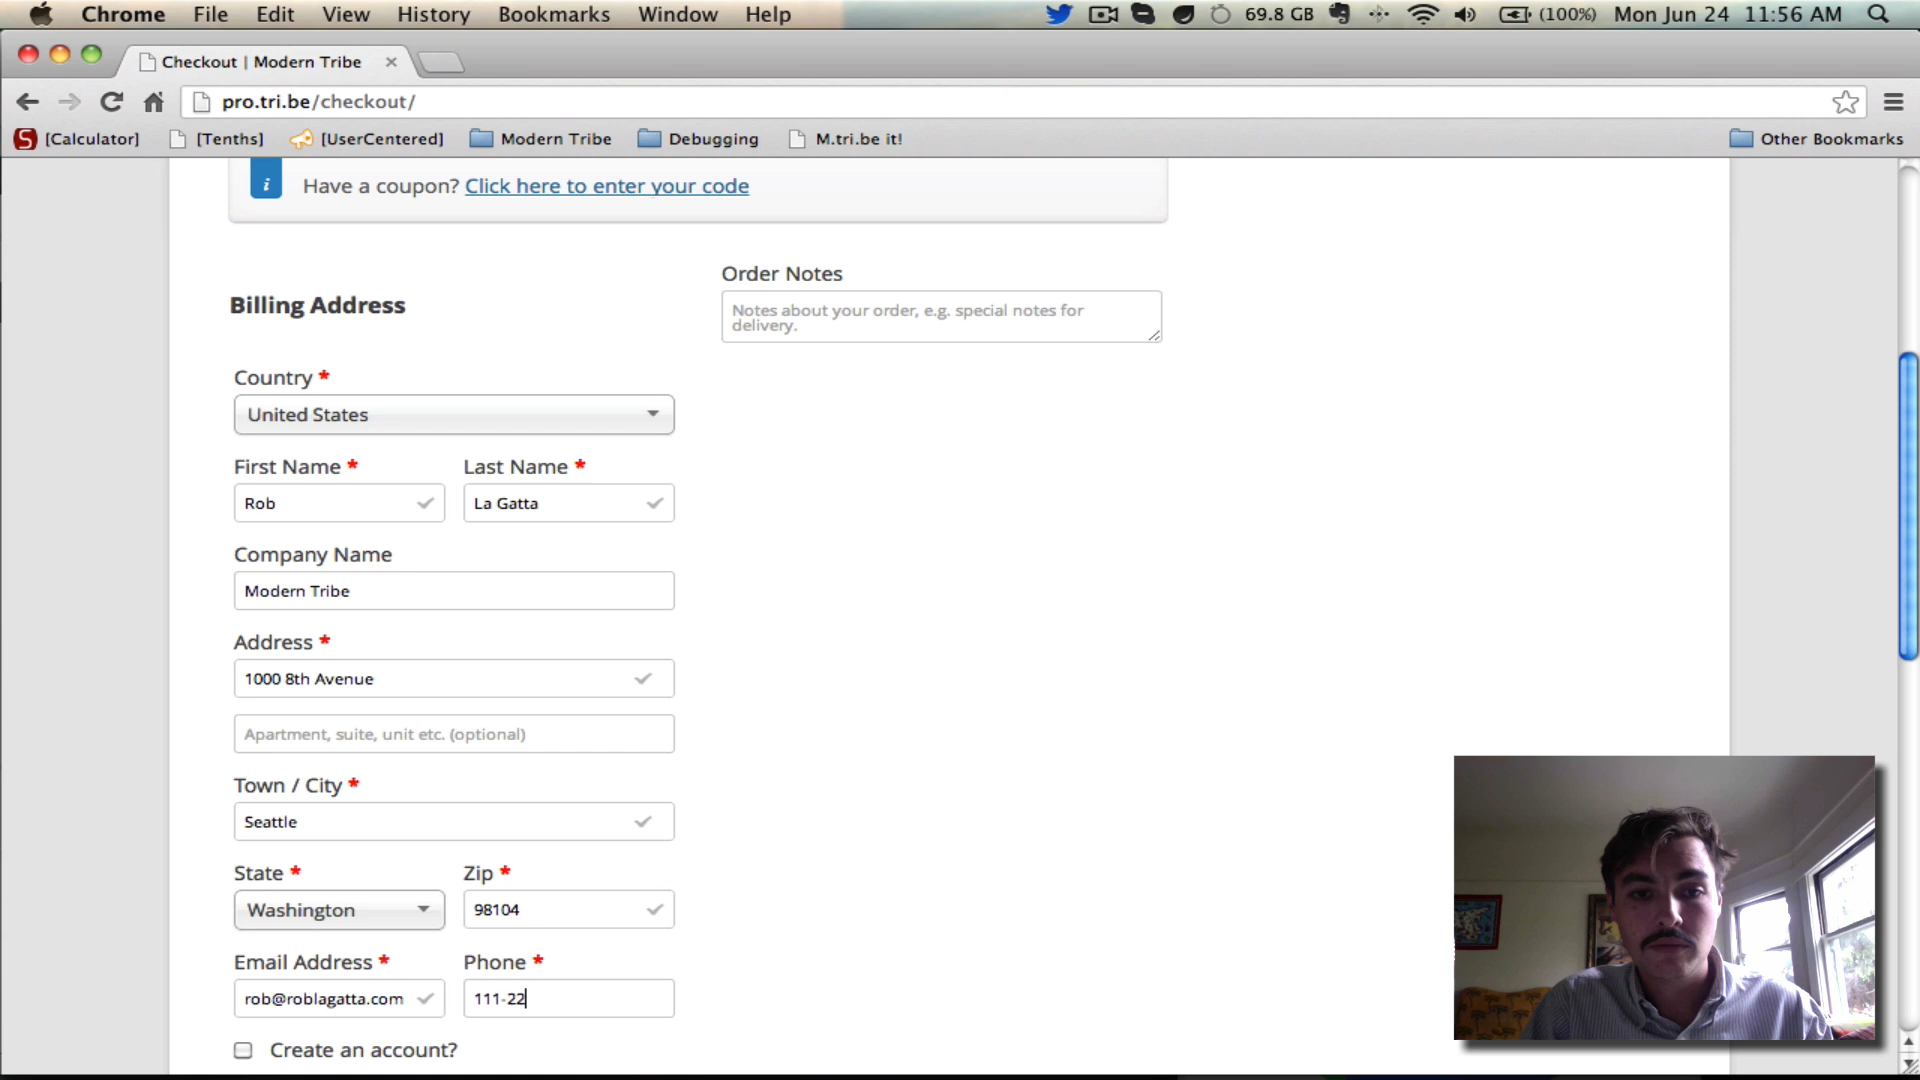 Chrome File Edit View History Bookmarks Window Help 69.8 GB (100%) Mon Jun 24 11:56 AM
Checkout | Modern Tribe
pro.tri.be/checkout/
[Calculator] [Tenths] [UserCentered] Modern Tribe Debugging M.tri.be it! Other Bookmarks
Have a coupon? Click here to enter your code
Order Notes
Notes about your order, e.g. special notes for
delivery.
Billing Address
Country *
United States
First Name * Last Name *
Rob La Gatta
Company Name
Modern Tribe
Address *
1000 8th Avenue
Apartment, suite, unit etc. (optional)
Town / City *
Seattle
State * Zip *
Washington 98104
Email Address * Phone *
rob@roblagatta.com 111-22
Create an account?